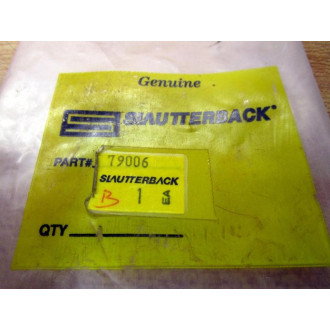 Genuine
SLAUTTERBACK®
PART#. 79006
SLAUTTERBACK
B 1 EA
QTY